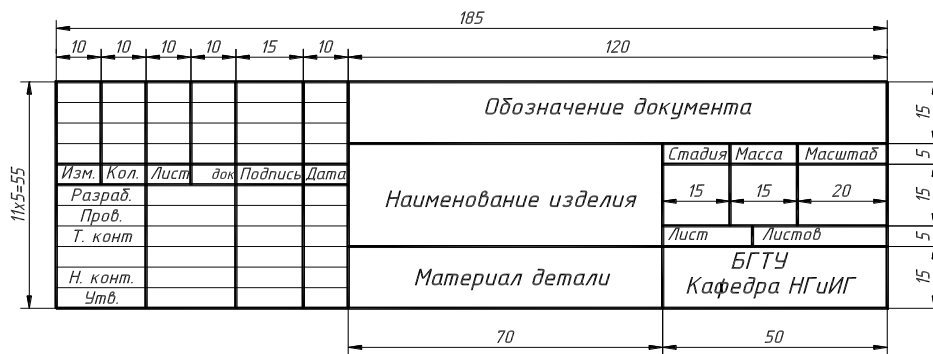 185
10 10 10 10 15 10 120
Обозначение документа
15
Стадия Масса Масштаб
5
Изм. Кол. Лист док Подпись Дата
11х5=55
Разраб.
Наименование изделия
15 15 20
15
Пров.
Т. конт
Лист Листов
5
Н. конт.
Материал детали
БГТУ
Кафедра НГиИГ
15
Утв.
70 50